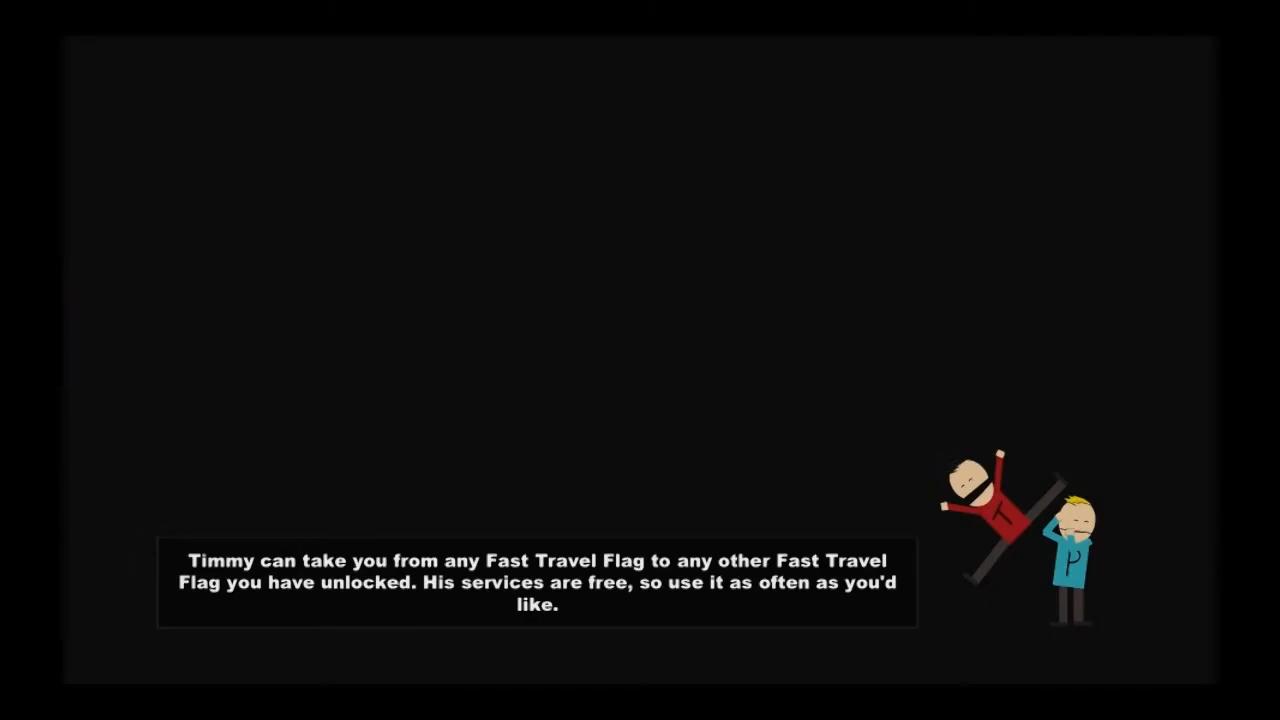 Timmy can take you from any Fast Travel Flag to any other Fast Travel
Flag you have unlocked. His services are free, so use it as often as you'd
like.
T
P